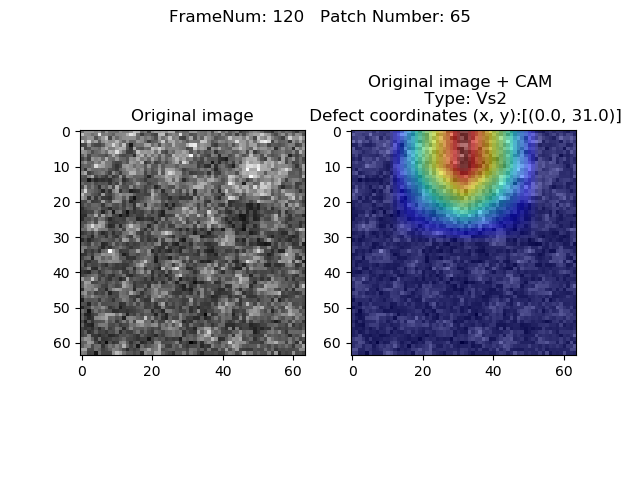 FrameNum: 120   Patch Number: 65
Original image
0
10
20
30
40
50
60
0 20 40 60
Original image + CAM
Type: Vs2
Defect coordinates (x, y):[(0.0, 31.0)]
0
10
20
30
40
50
60
0 20 40 60